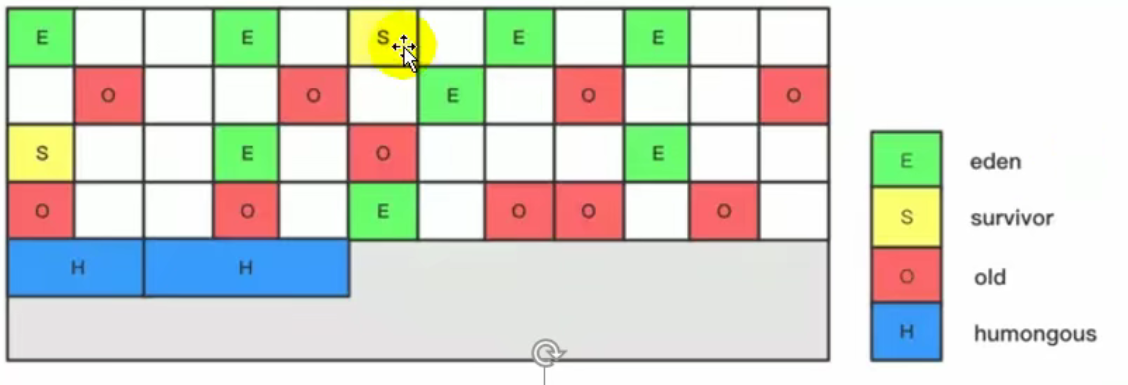 E E S E E
O O E O O
S E O E
O O E O O O
H H
E eden
S survivor
O old
H humongous